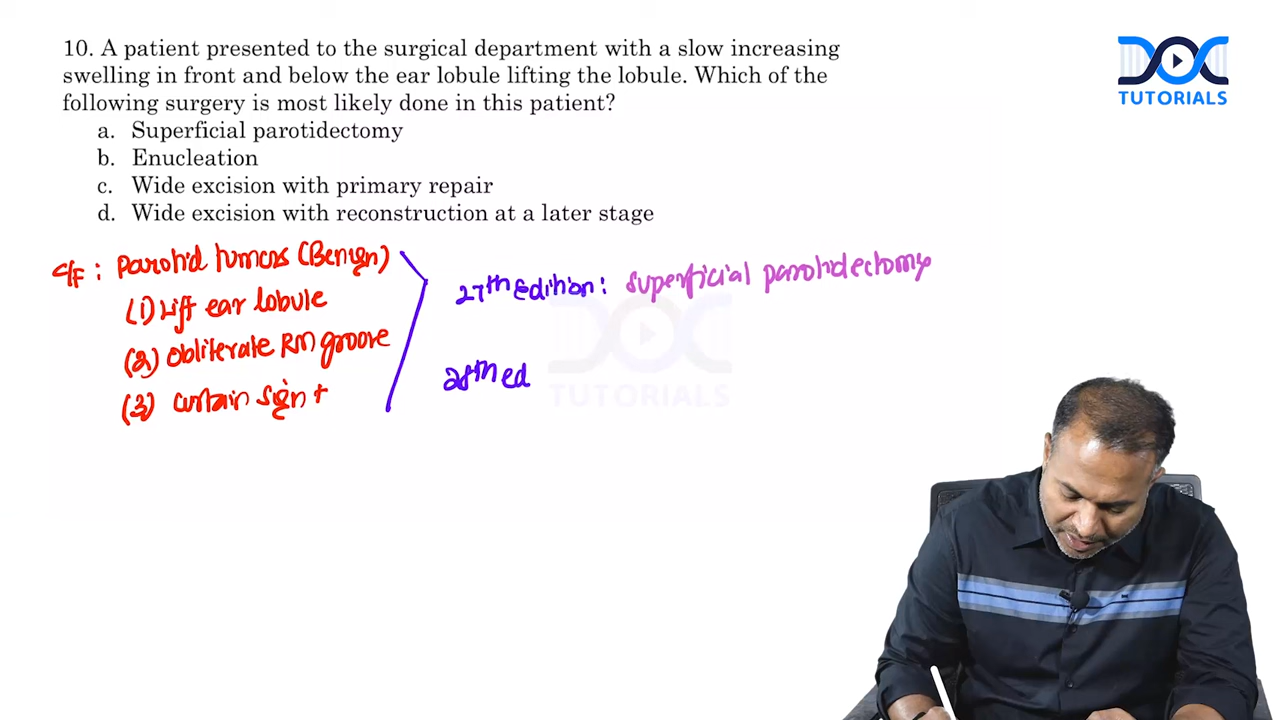 10. A patient presented to the surgical department with a slow increasing
swelling in front and below the ear lobule lifting the lobule. Which of the
following surgery is most likely done in this patient?
a. Superficial parotidectomy
b. Enucleation
c. Wide excision with primary repair
d. Wide excision with reconstruction at a later stage
DOC
TUTORIALS
C/F : Parotid tumors (Benign)
(1) Lift ear lobule
(2) Obliterate RM groove
(3) curtain sign +
27th Edition : superficial parotidectomy
28th ed
DOC
TUTORIALS